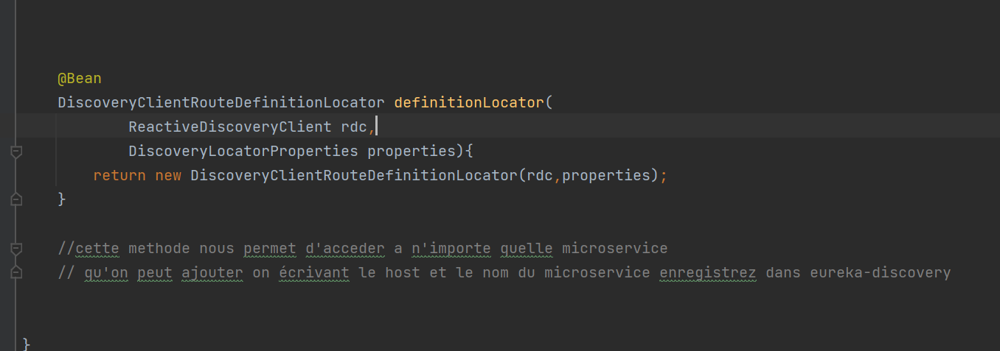 @Bean
DiscoveryClientRouteDefinitionLocator definitionLocator(
ReactiveDiscoveryClient rdc,
DiscoveryLocatorProperties properties){
return new DiscoveryClientRouteDefinitionLocator(rdc,properties);
}
//cette methode nous permet d'acceder a n'importe quelle microservice
// qu'on peut ajouter on écrivant le host et le nom du microservice enregistrez dans eureka-discovery
}